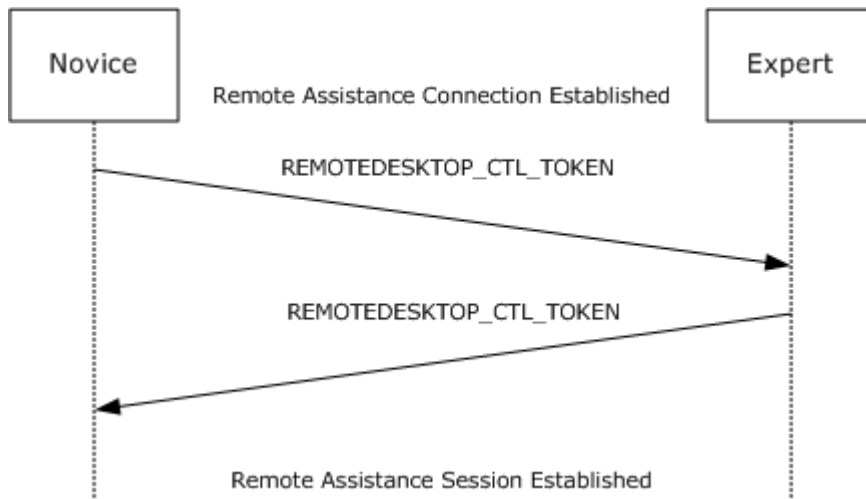 Novice
Expert
Remote Assistance Connection Established
REMOTEDESKTOP_CTL_TOKEN
REMOTEDESKTOP_CTL_TOKEN
Remote Assistance Session Established